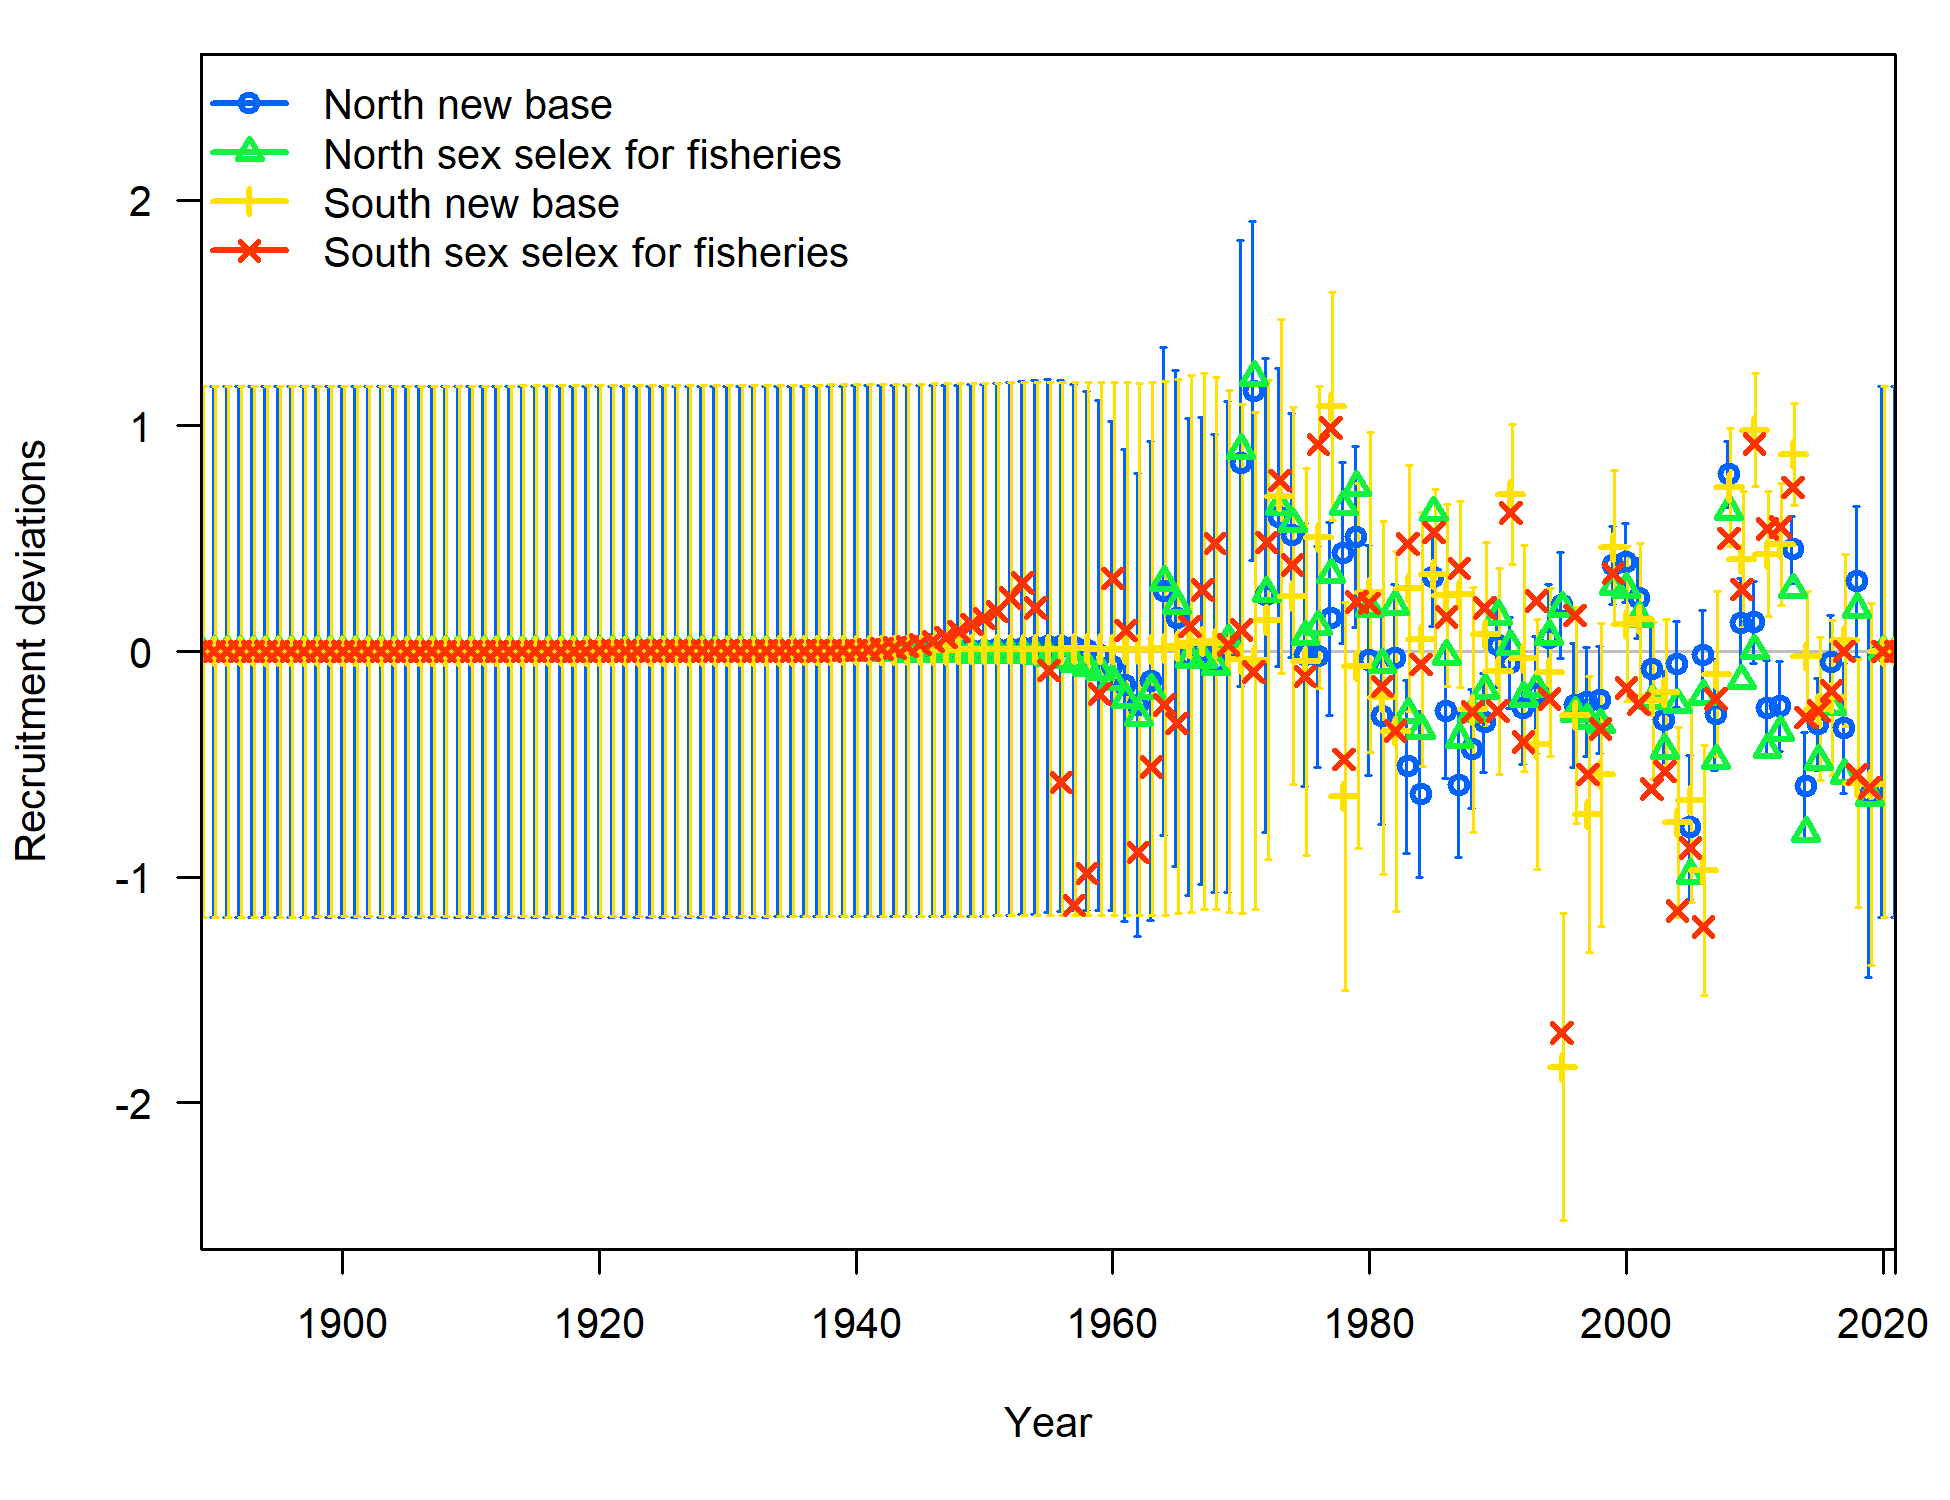 North new base
North sex selex for fisheries
South new base
South sex selex for fisheries
2
1
0
-1
-2
Recruitment deviations
1900 1920 1940 1960 1980 2000 2020
Year